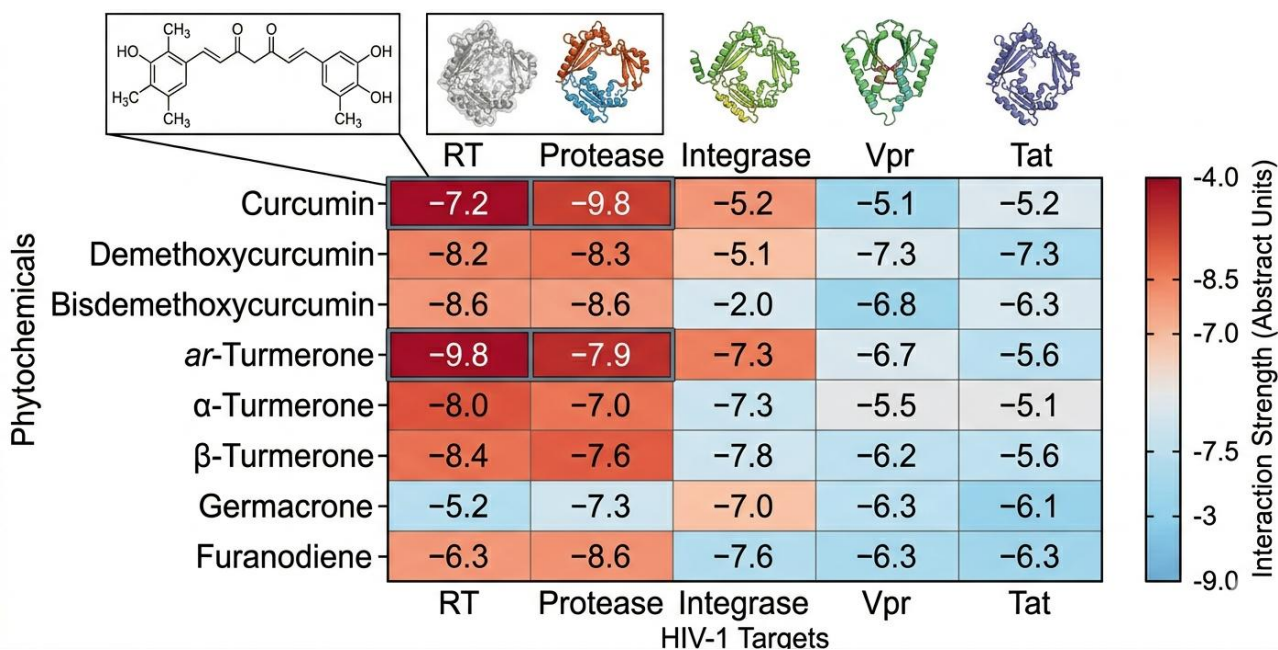 CH₃
HO
O O
OH
H₃C
OH
CH₃
CH₃
RT Protease Integrase Vpr Tat
Phytochemicals
Curcumin −7.2 −9.8 −5.2 −5.1 −5.2
Demethoxycurcumin −8.2 −8.3 −5.1 −7.3 −7.3
Bisdemethoxycurcumin −8.6 −8.6 −2.0 −6.8 −6.3
ar-Turmerone −9.8 −7.9 −7.3 −6.7 −5.6
α-Turmerone −8.0 −7.0 −7.3 −5.5 −5.1
β-Turmerone −8.4 −7.6 −7.8 −6.2 −5.6
Germacrone −5.2 −7.3 −7.0 −6.3 −6.1
Furanodiene −6.3 −8.6 −7.6 −6.3 −6.3
RT Protease Integrase Vpr Tat
HIV-1 Targets
-4.0
-8.5
-7.0
-7.5
-3
-9.0
Interaction Strength (Abstract Units)